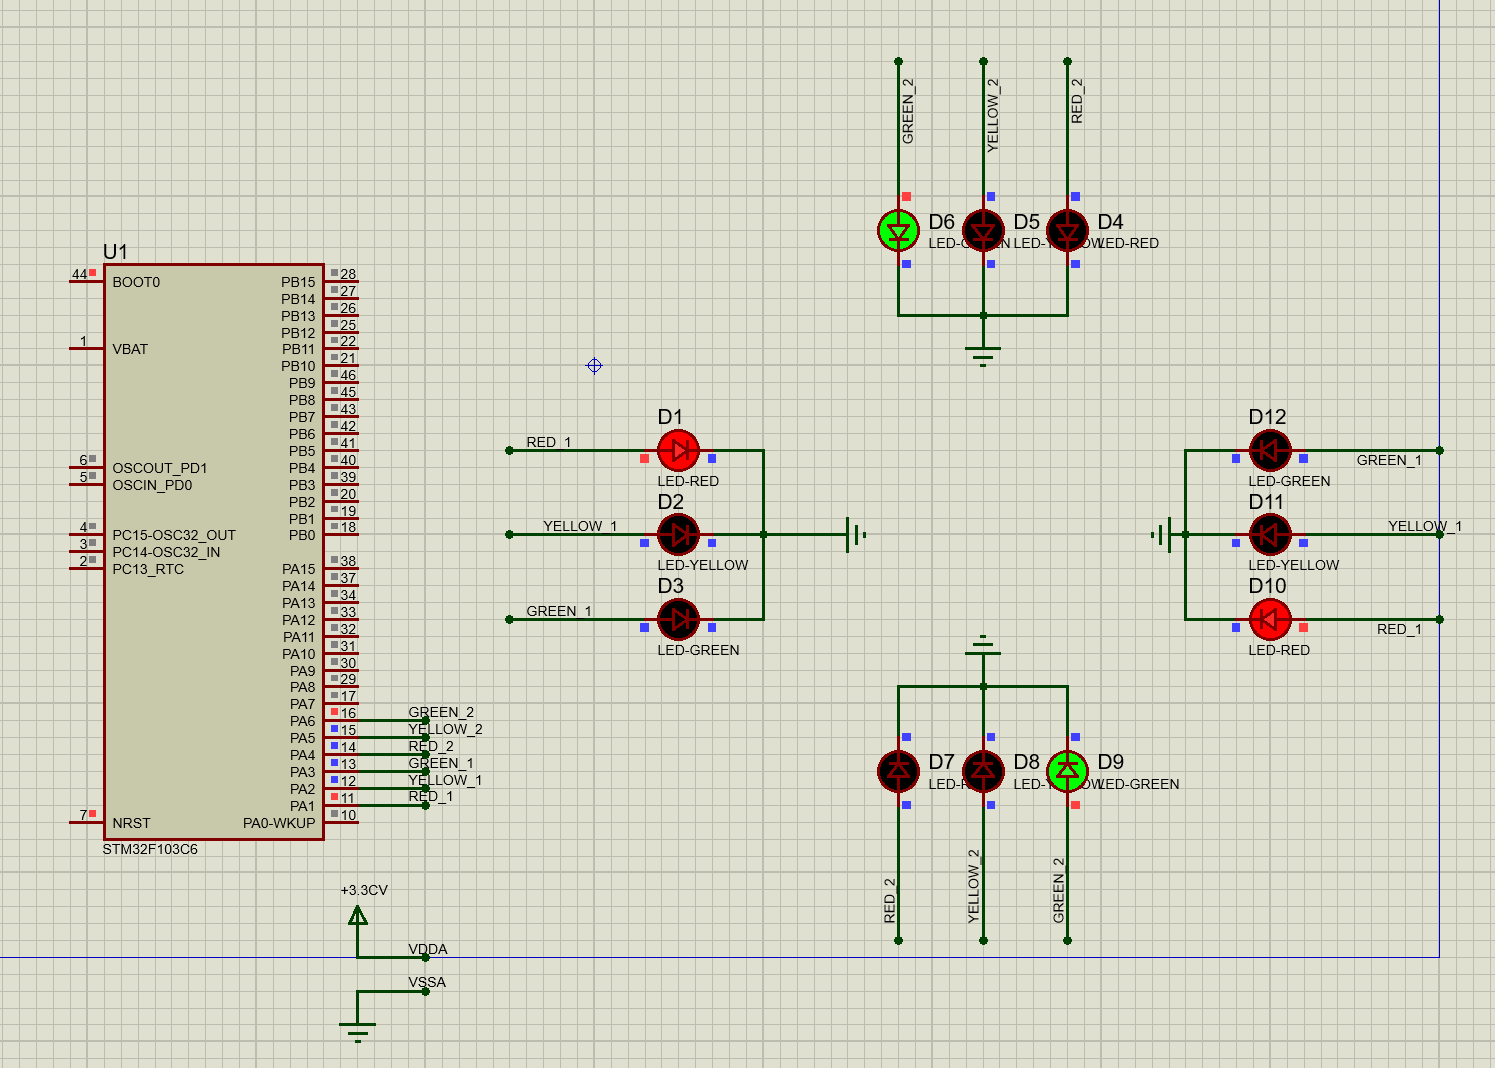 GREEN_2
YELLOW_2
RED_2
D6
D5
D4
LED-YELLOW
LED-RED
LED-GREEN
U1
44
BOOT0
1
VBAT
6
OSCOUT_PD1
5
OSCIN_PD0
4
PC15-OSC32_OUT
3
PC14-OSC32_IN
2
PC13_RTC
7
NRST
PB15 28
PB14 27
PB13 26
PB12 25
PB11 22
PB10 21
PB9 46
PB8 45
PB7 43
PB6 42
PB5 41
PB4 40
PB3 39
PB2 20
PB1 19
PB0 18
PA15 38
PA14 37
PA13 34
PA12 33
PA11 32
PA10 31
PA9 30
PA8 29
PA7 17
PA6 16 GREEN_2
PA5 15 YELLOW_2
PA4 14 RED_2
PA3 13 GREEN_1
PA2 12 YELLOW_1
PA1 11 RED_1
PA0-WKUP 10
STM32F103C6
+3.3CV
VDDA
VSSA
D1
RED_1
LED-RED
D2
YELLOW_1
LED-YELLOW
D3
GREEN_1
LED-GREEN
D12
GREEN_1
LED-GREEN
D11
YELLOW_1
LED-YELLOW
D10
RED_1
LED-RED
D7
D8
D9
LED-GREEN
RED_2
YELLOW_2
GREEN_2